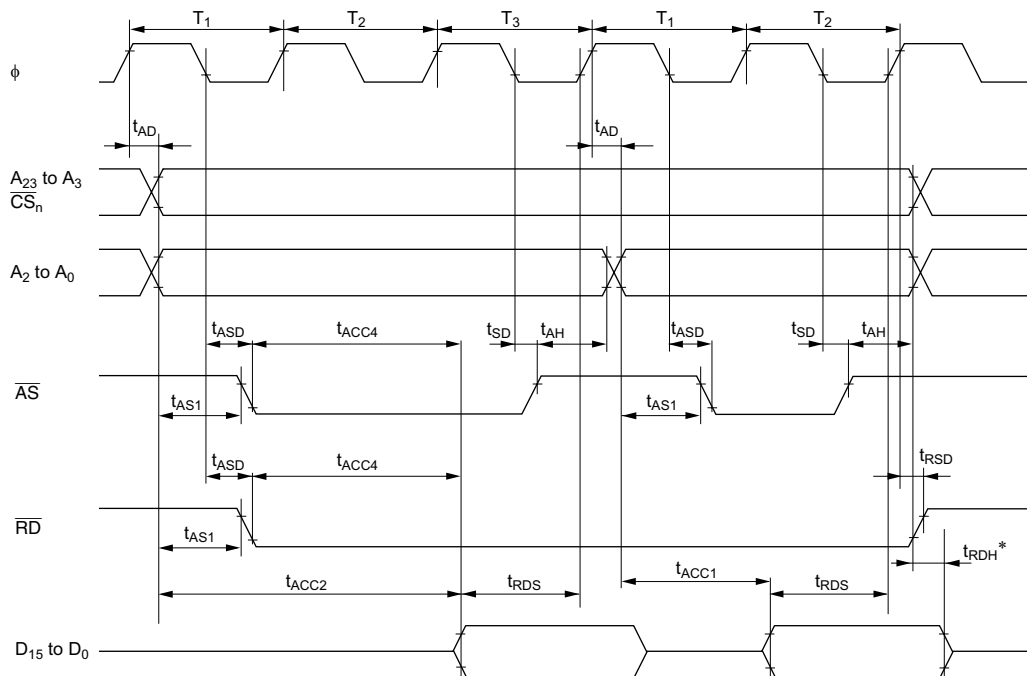 T1 T2 T3 T1 T2
ϕ
tAD tAD
A23 to A3
CSn
A2 to A0
tASD tACC4 tSD tAH tASD tSD tAH
AS
tAS1 tAS1
tASD tACC4 tRSD
RD
tAS1 tRDH*
tACC2 tRDS tACC1 tRDS
D15 to D0